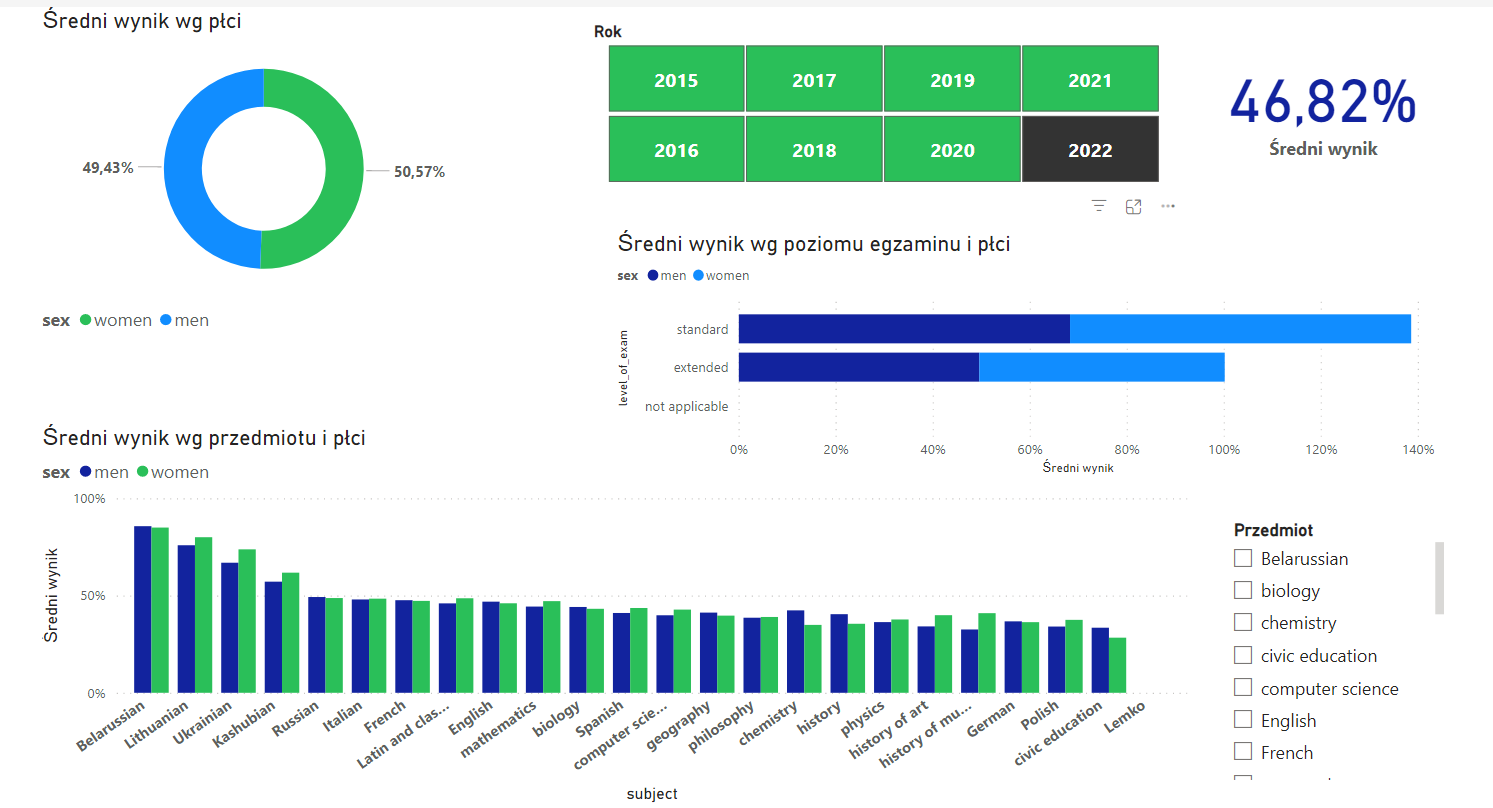 Średni wynik wg płci
49,43%
50,57%
sex women men
Rok
2015 2017 2019 2021
2016 2018 2020 2022
46,82%
Średni wynik
Średni wynik wg poziomu egzaminu i płci
sex men women
level_of_exam
standard
extended
not applicable
0% 20% 40% 60% 80% 100% 120% 140%
Średni wynik
Średni wynik wg przedmiotu i płci
sex men women
Średni wynik
100%
50%
0%
Belarussian
Lithuanian
Ukrainian
Kashubian
Russian
Italian
French
Latin and clas...
English
mathematics
biology
Spanish
computer scie...
geography
philosophy
chemistry
history
physics
history of art
history of mu...
German
Polish
civic education
Lemko
subject
Przedmiot
Belarussian
biology
chemistry
civic education
computer science
English
French